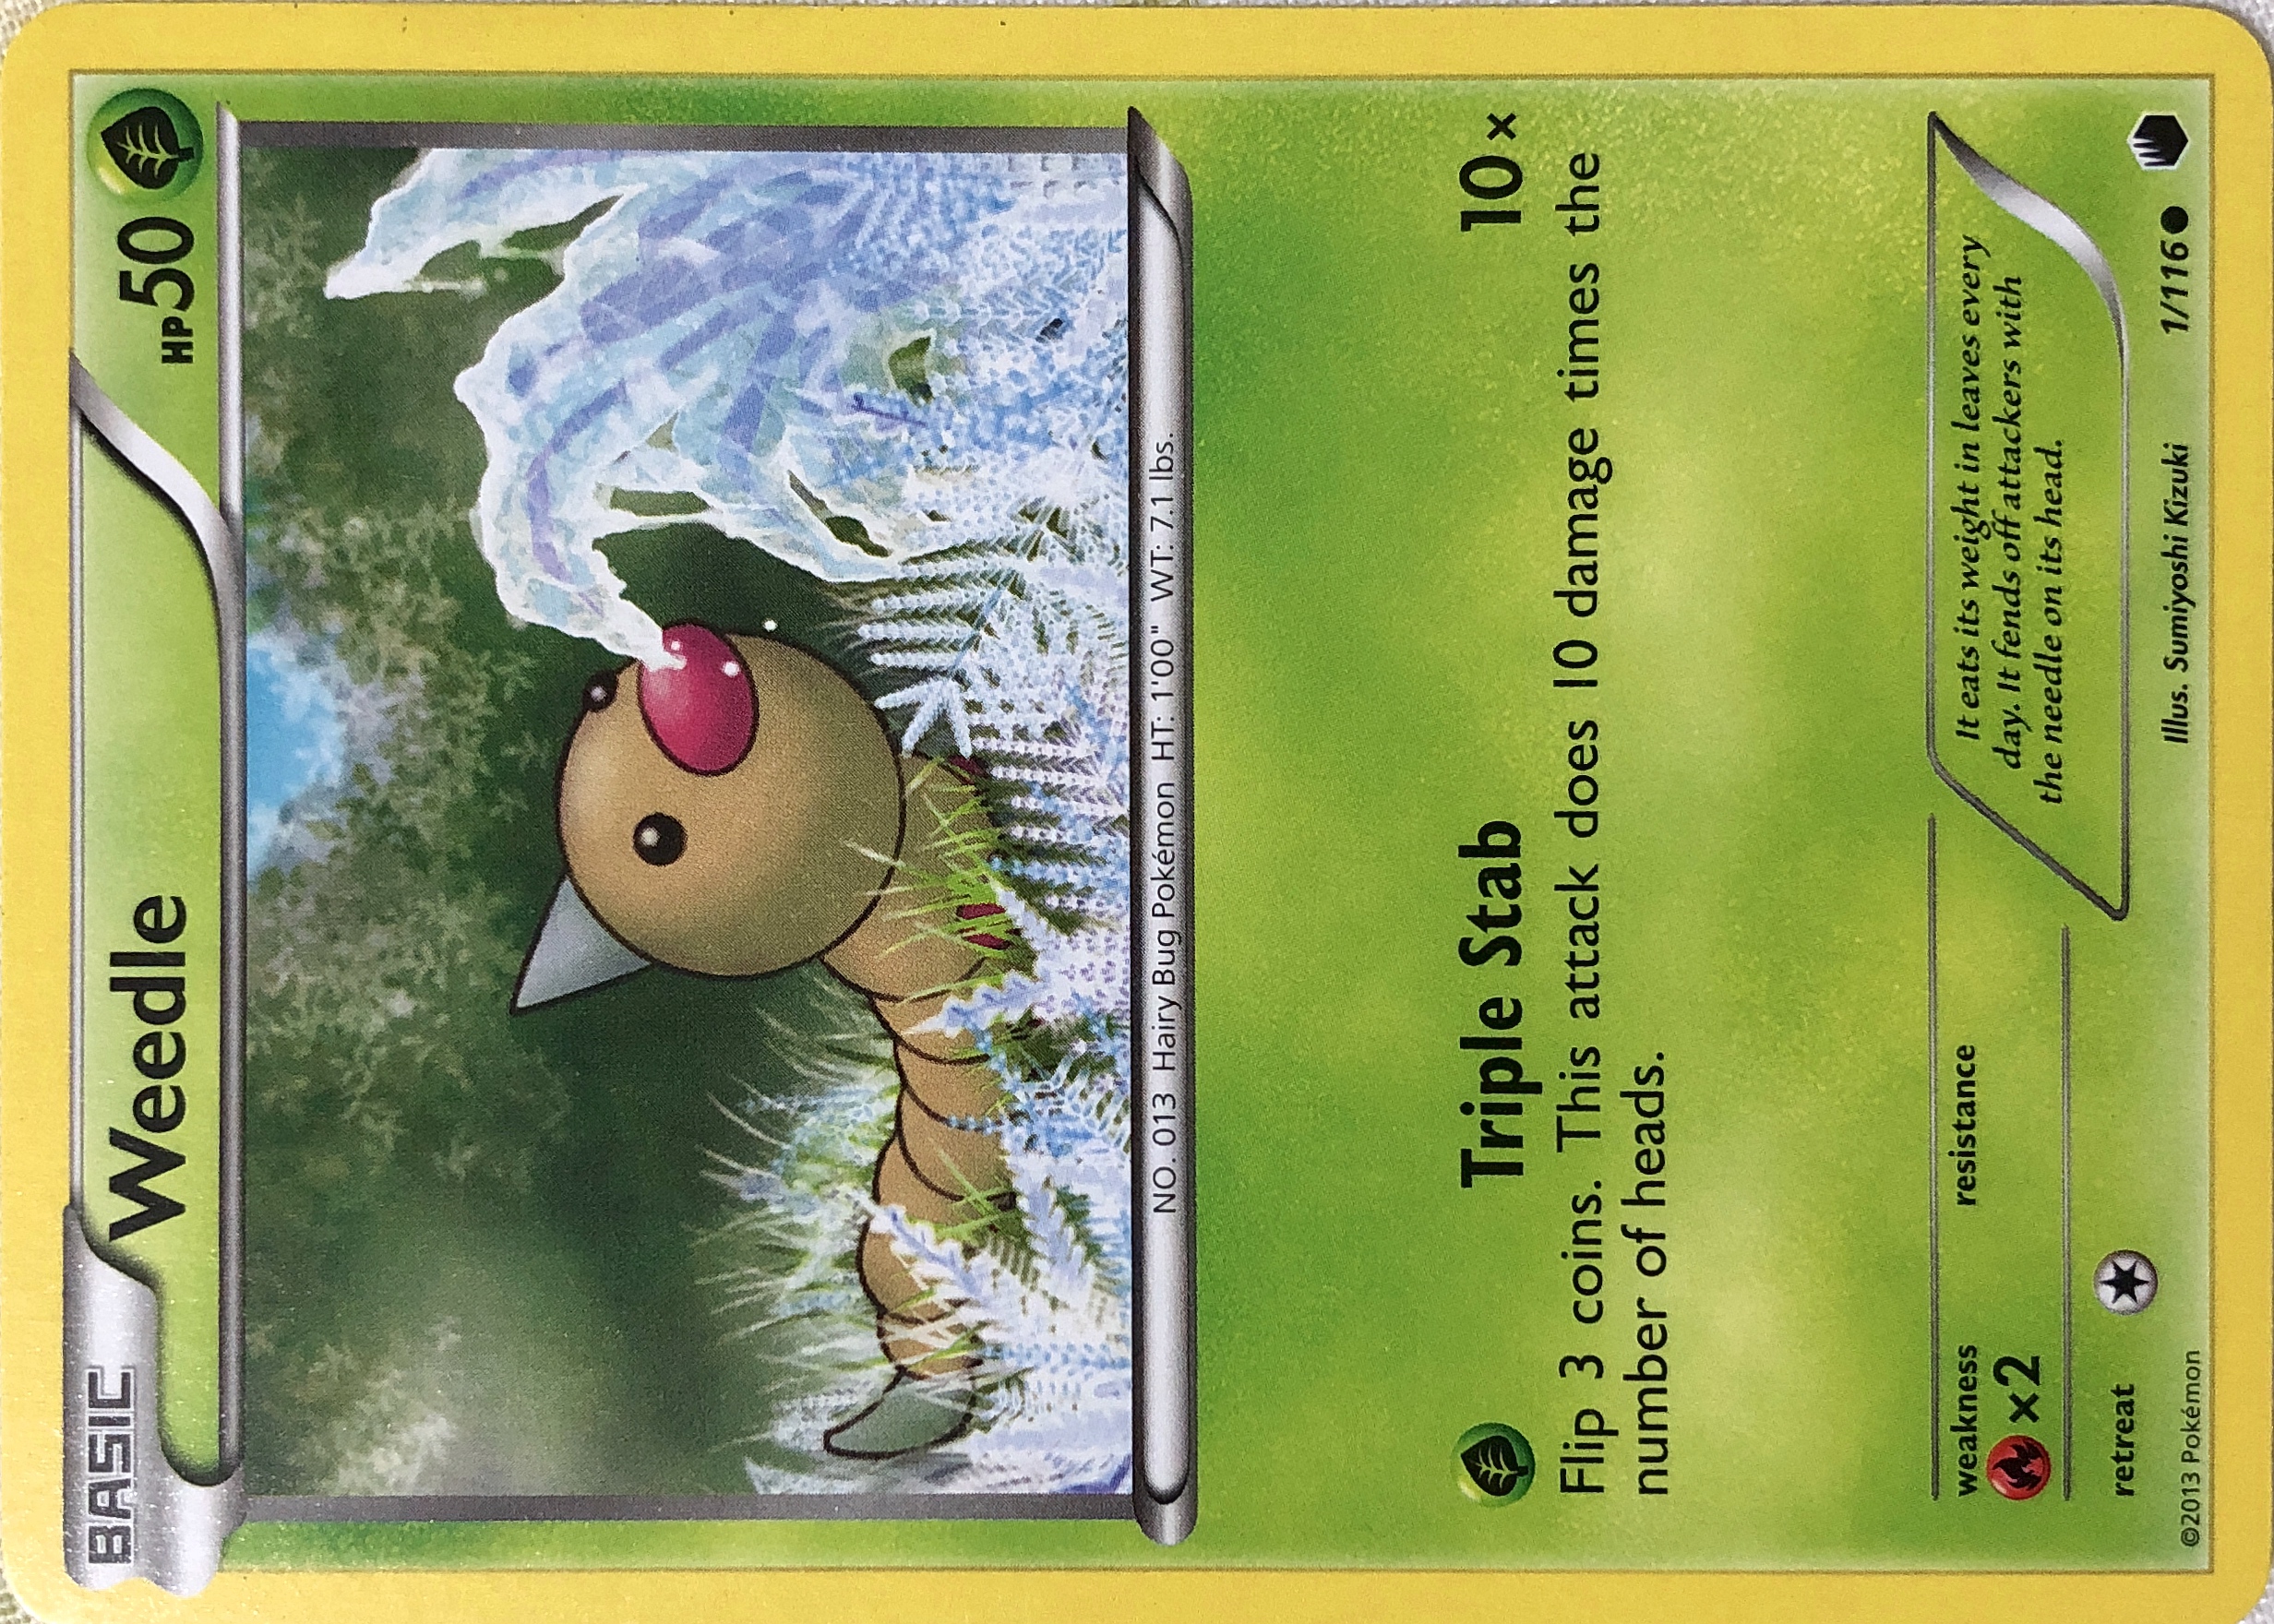 BASIC
Weedle
HP50
NO. 013 Hairy Bug Pokémon HT: 1'00" WT: 7.1 lbs.
Triple Stab 10×
Flip 3 coins. This attack does 10 damage times the
number of heads.
weakness resistance
×2
It eats its weight in leaves every
day. It fends off attackers with
the needle on its head.
retreat
Illus. Sumiyoshi Kizuki 1/116
©2013 Pokémon